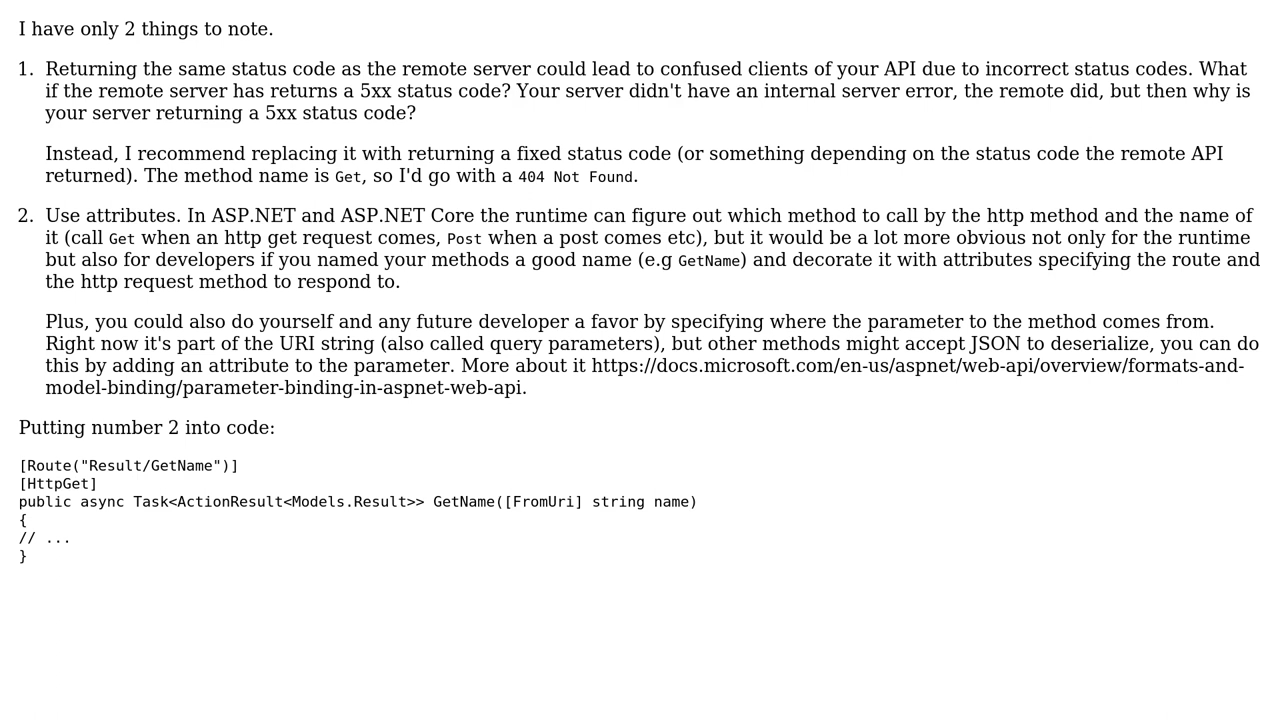 I have only 2 things to note.
1. Returning the same status code as the remote server could lead to confused clients of your API due to incorrect status codes. What
if the remote server has returns a 5xx status code? Your server didn't have an internal server error, the remote did, but then why is
your server returning a 5xx status code?
Instead, I recommend replacing it with returning a fixed status code (or something depending on the status code the remote API
returned). The method name is Get, so I'd go with a 404 Not Found.
2. Use attributes. In ASP.NET and ASP.NET Core the runtime can figure out which method to call by the http method and the name of
it (call Get when an http get request comes, Post when a post comes etc), but it would be a lot more obvious not only for the runtime
but also for developers if you named your methods a good name (e.g GetName) and decorate it with attributes specifying the route and
the http request method to respond to.
Plus, you could also do yourself and any future developer a favor by specifying where the parameter to the method comes from.
Right now it's part of the URI string (also called query parameters), but other methods might accept JSON to deserialize, you can do
this by adding an attribute to the parameter. More about it https://docs.microsoft.com/en-us/aspnet/web-api/overview/formats-and-
model-binding/parameter-binding-in-aspnet-web-api.
Putting number 2 into code:
[Route("Result/GetName")]
[HttpGet]
public async Task<ActionResult<Models.Result>> GetName([FromUri] string name)
{
// ...
}